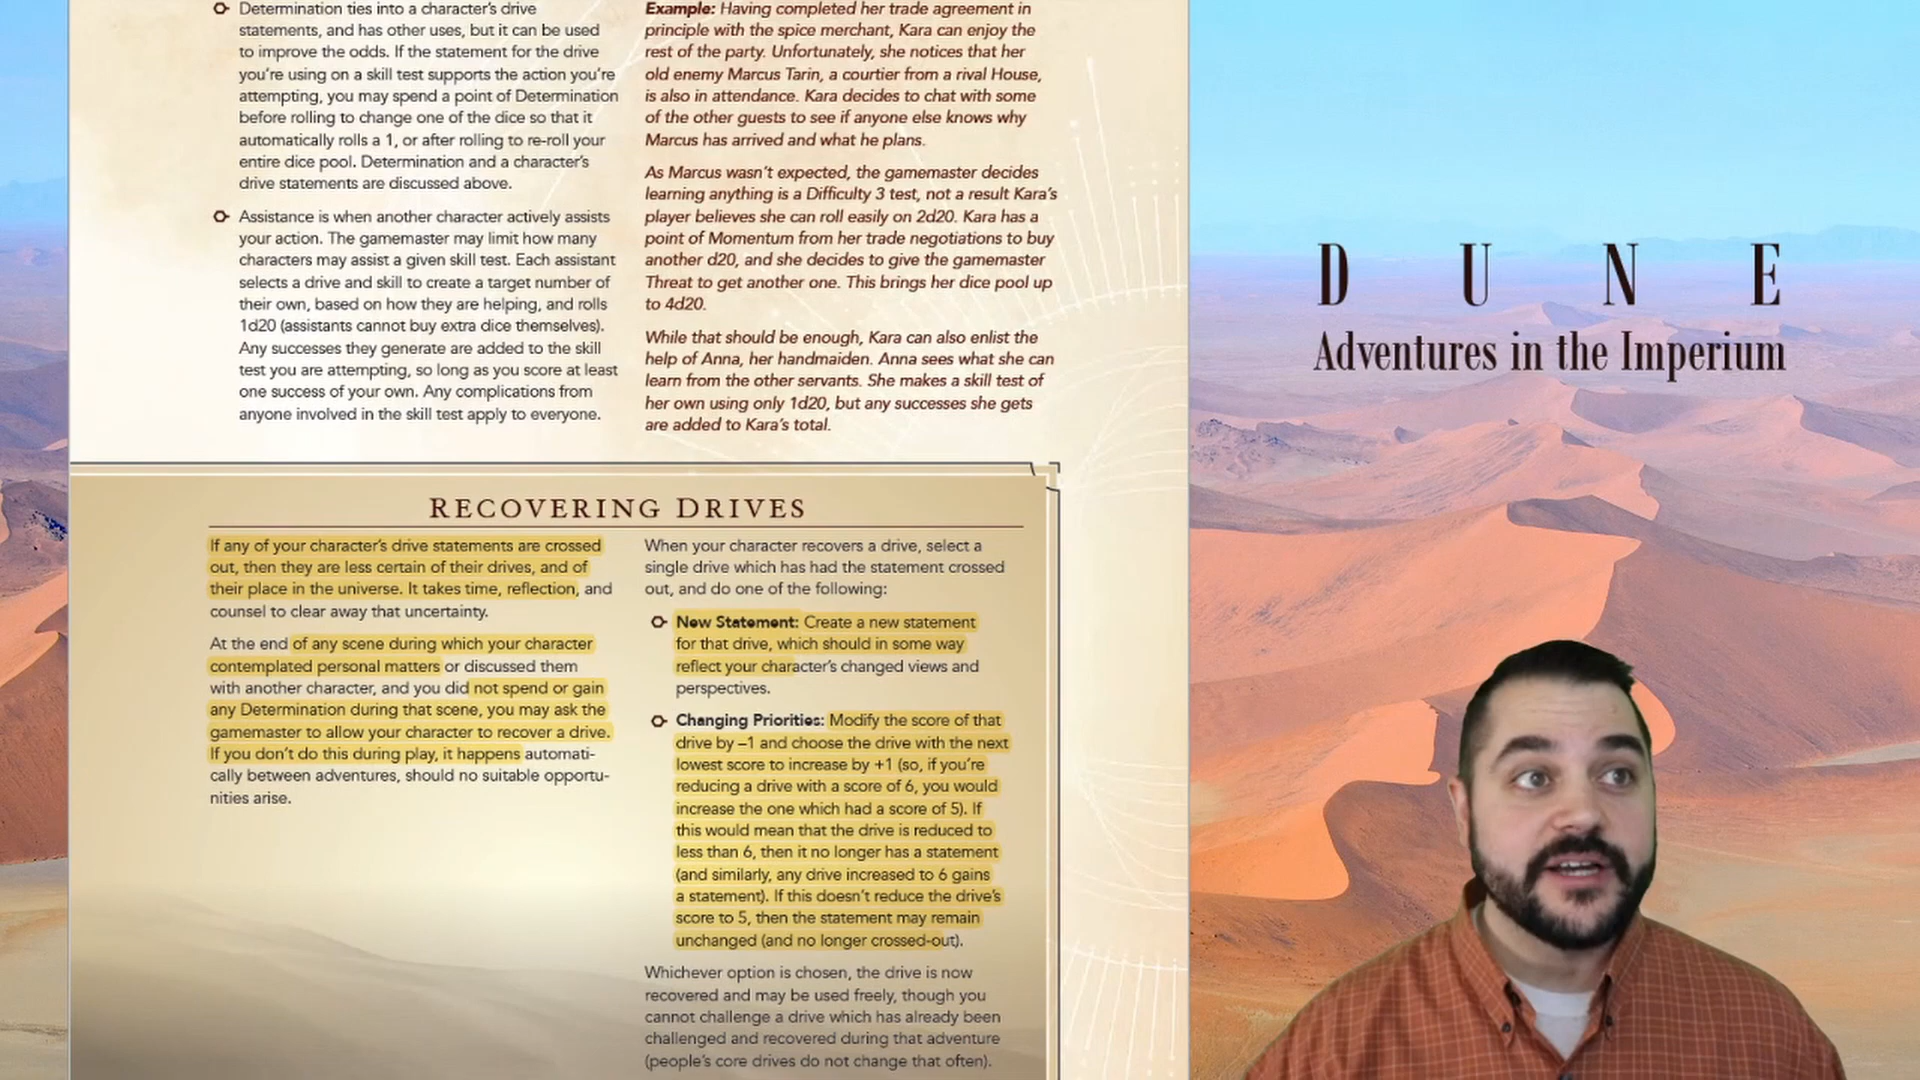 Determination ties into a character's drive
statements, and has other uses, but it can be used
to improve the odds. If the statement for the drive
you're using on a skill test supports the action you're
attempting, you may spend a point of Determination
before rolling to change one of the dice so that it
automatically rolls a 1, or after rolling to re-roll your
entire dice pool. Determination and a character's
drive statements are discussed above.
Assistance is when another character actively assists
your action. The gamemaster may limit how many
characters may assist a given skill test. Each assistant
selects a drive and skill to create a target number of
their own, based on how they are helping, and rolls
1d20 (assistants cannot buy extra dice themselves).
Any successes they generate are added to the skill
test you are attempting, so long as you score at least
one success of your own. Any complications from
anyone involved in the skill test apply to everyone.
Example: Having completed her trade agreement in
principle with the spice merchant, Kara can enjoy the
rest of the party. Unfortunately, she notices that her
old enemy Marcus Tarin, a courtier from a rival House,
is also in attendance. Kara decides to chat with some
of the other guests to see if anyone else knows why
Marcus has arrived and what he plans.
As Marcus wasn't expected, the gamemaster decides
learning anything is a Difficulty 3 test, not a result Kara's
player believes she can roll easily on 2d20. Kara has a
point of Momentum from her trade negotiations to buy
another d20, and she decides to give the gamemaster
Threat to get another one. This brings her dice pool up
to 4d20.
While that should be enough, Kara can also enlist the
help of Anna, her handmaiden. Anna sees what she can
learn from the other servants. She makes a skill test of
her own using only 1d20, but any successes she gets
are added to Kara's total.
RECOVERING DRIVES
If any of your character's drive statements are crossed
out, then they are less certain of their drives, and of
their place in the universe. It takes time, reflection, and
counsel to clear away that uncertainty.
At the end of any scene during which your character
contemplated personal matters or discussed them
with another character, and you did not spend or gain
any Determination during that scene, you may ask the
gamemaster to allow your character to recover a drive.
If you don't do this during play, it happens automati-
cally between adventures, should no suitable opportu-
nities arise.
When your character recovers a drive, select a
single drive which has had the statement crossed
out, and do one of the following:
New Statement: Create a new statement
for that drive, which should in some way
reflect your character's changed views and
perspectives.
Changing Priorities: Modify the score of that
drive by –1 and choose the drive with the next
lowest score to increase by +1 (so, if you're
reducing a drive with a score of 6, you would
increase the one which had a score of 5). If
this would mean that the drive is reduced to
less than 6, then it no longer has a statement
(and similarly, any drive increased to 6 gains
a statement). If this doesn't reduce the drive's
score to 5, then the statement may remain
unchanged (and no longer crossed-out).
Whichever option is chosen, the drive is now
recovered and may be used freely, though you
cannot challenge a drive which has already been
challenged and recovered during that adventure
(people's core drives do not change that often).
DUNE
Adventures in the Imperium